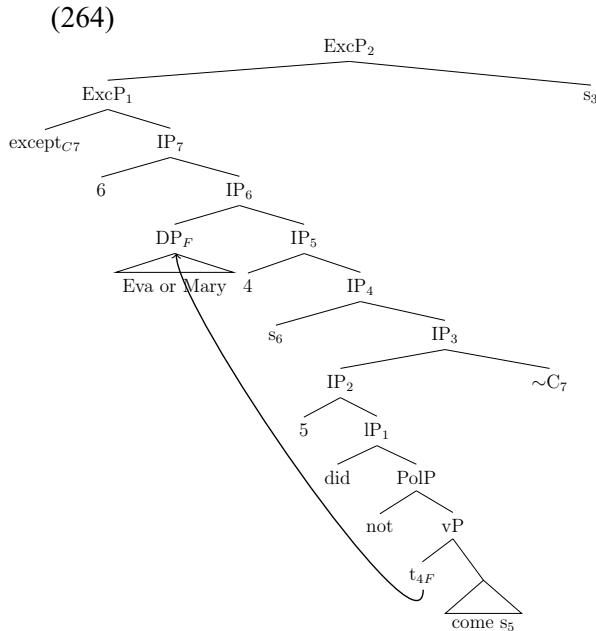 (264)
ExcP2
ExcP1 s3
exceptC7 IP7
6 IP6
DPF IP5
Eva or Mary 4 IP4
s6 IP3
IP2 ~C7
5 lP1
did PolP
not vP
t4F
come s5